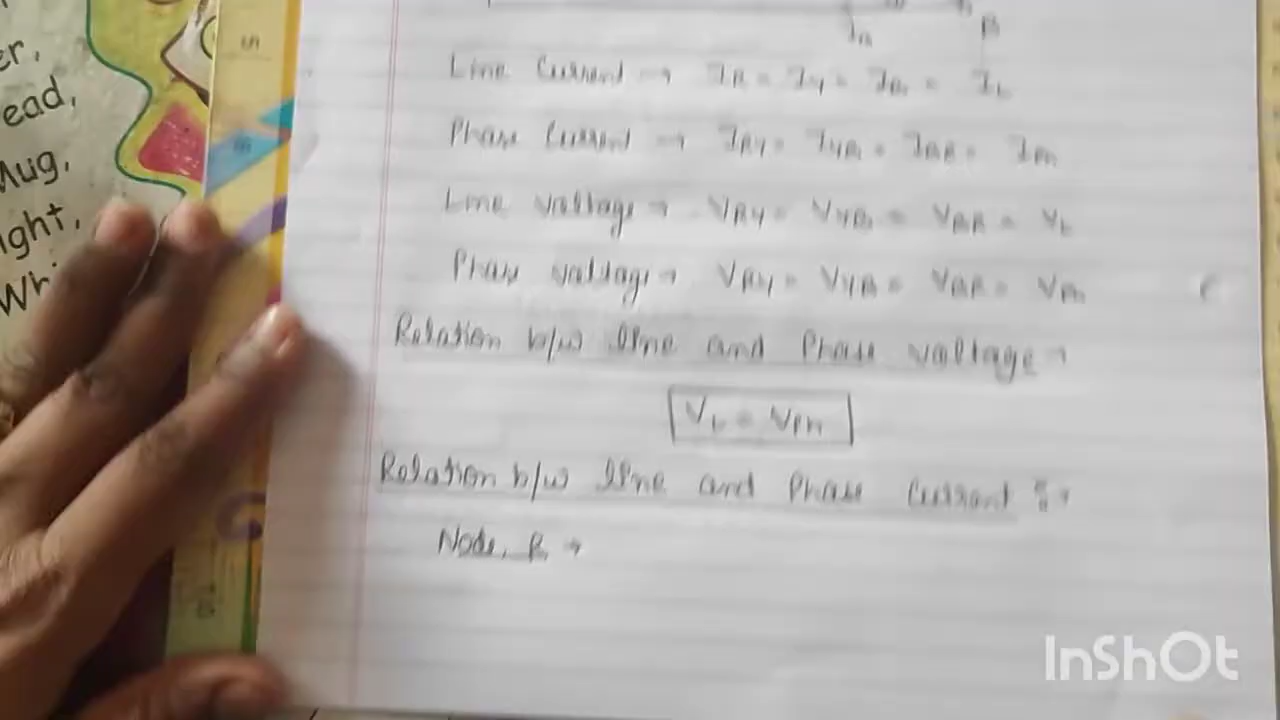 er,
ead,
Mug,
ight,
Whi
B
Line Current → IR = IY = IB = IL
Phase Current → IRY = IYB = IBR = IPh
Line voltage → VRY = VYB = VBR = VL
Phase voltage → VRY = VYB = VBR = VPh
Relation b/w line and Phase voltage →
VL = VPh
Relation b/w line and Phase Current :→
Node, R →
InShOt